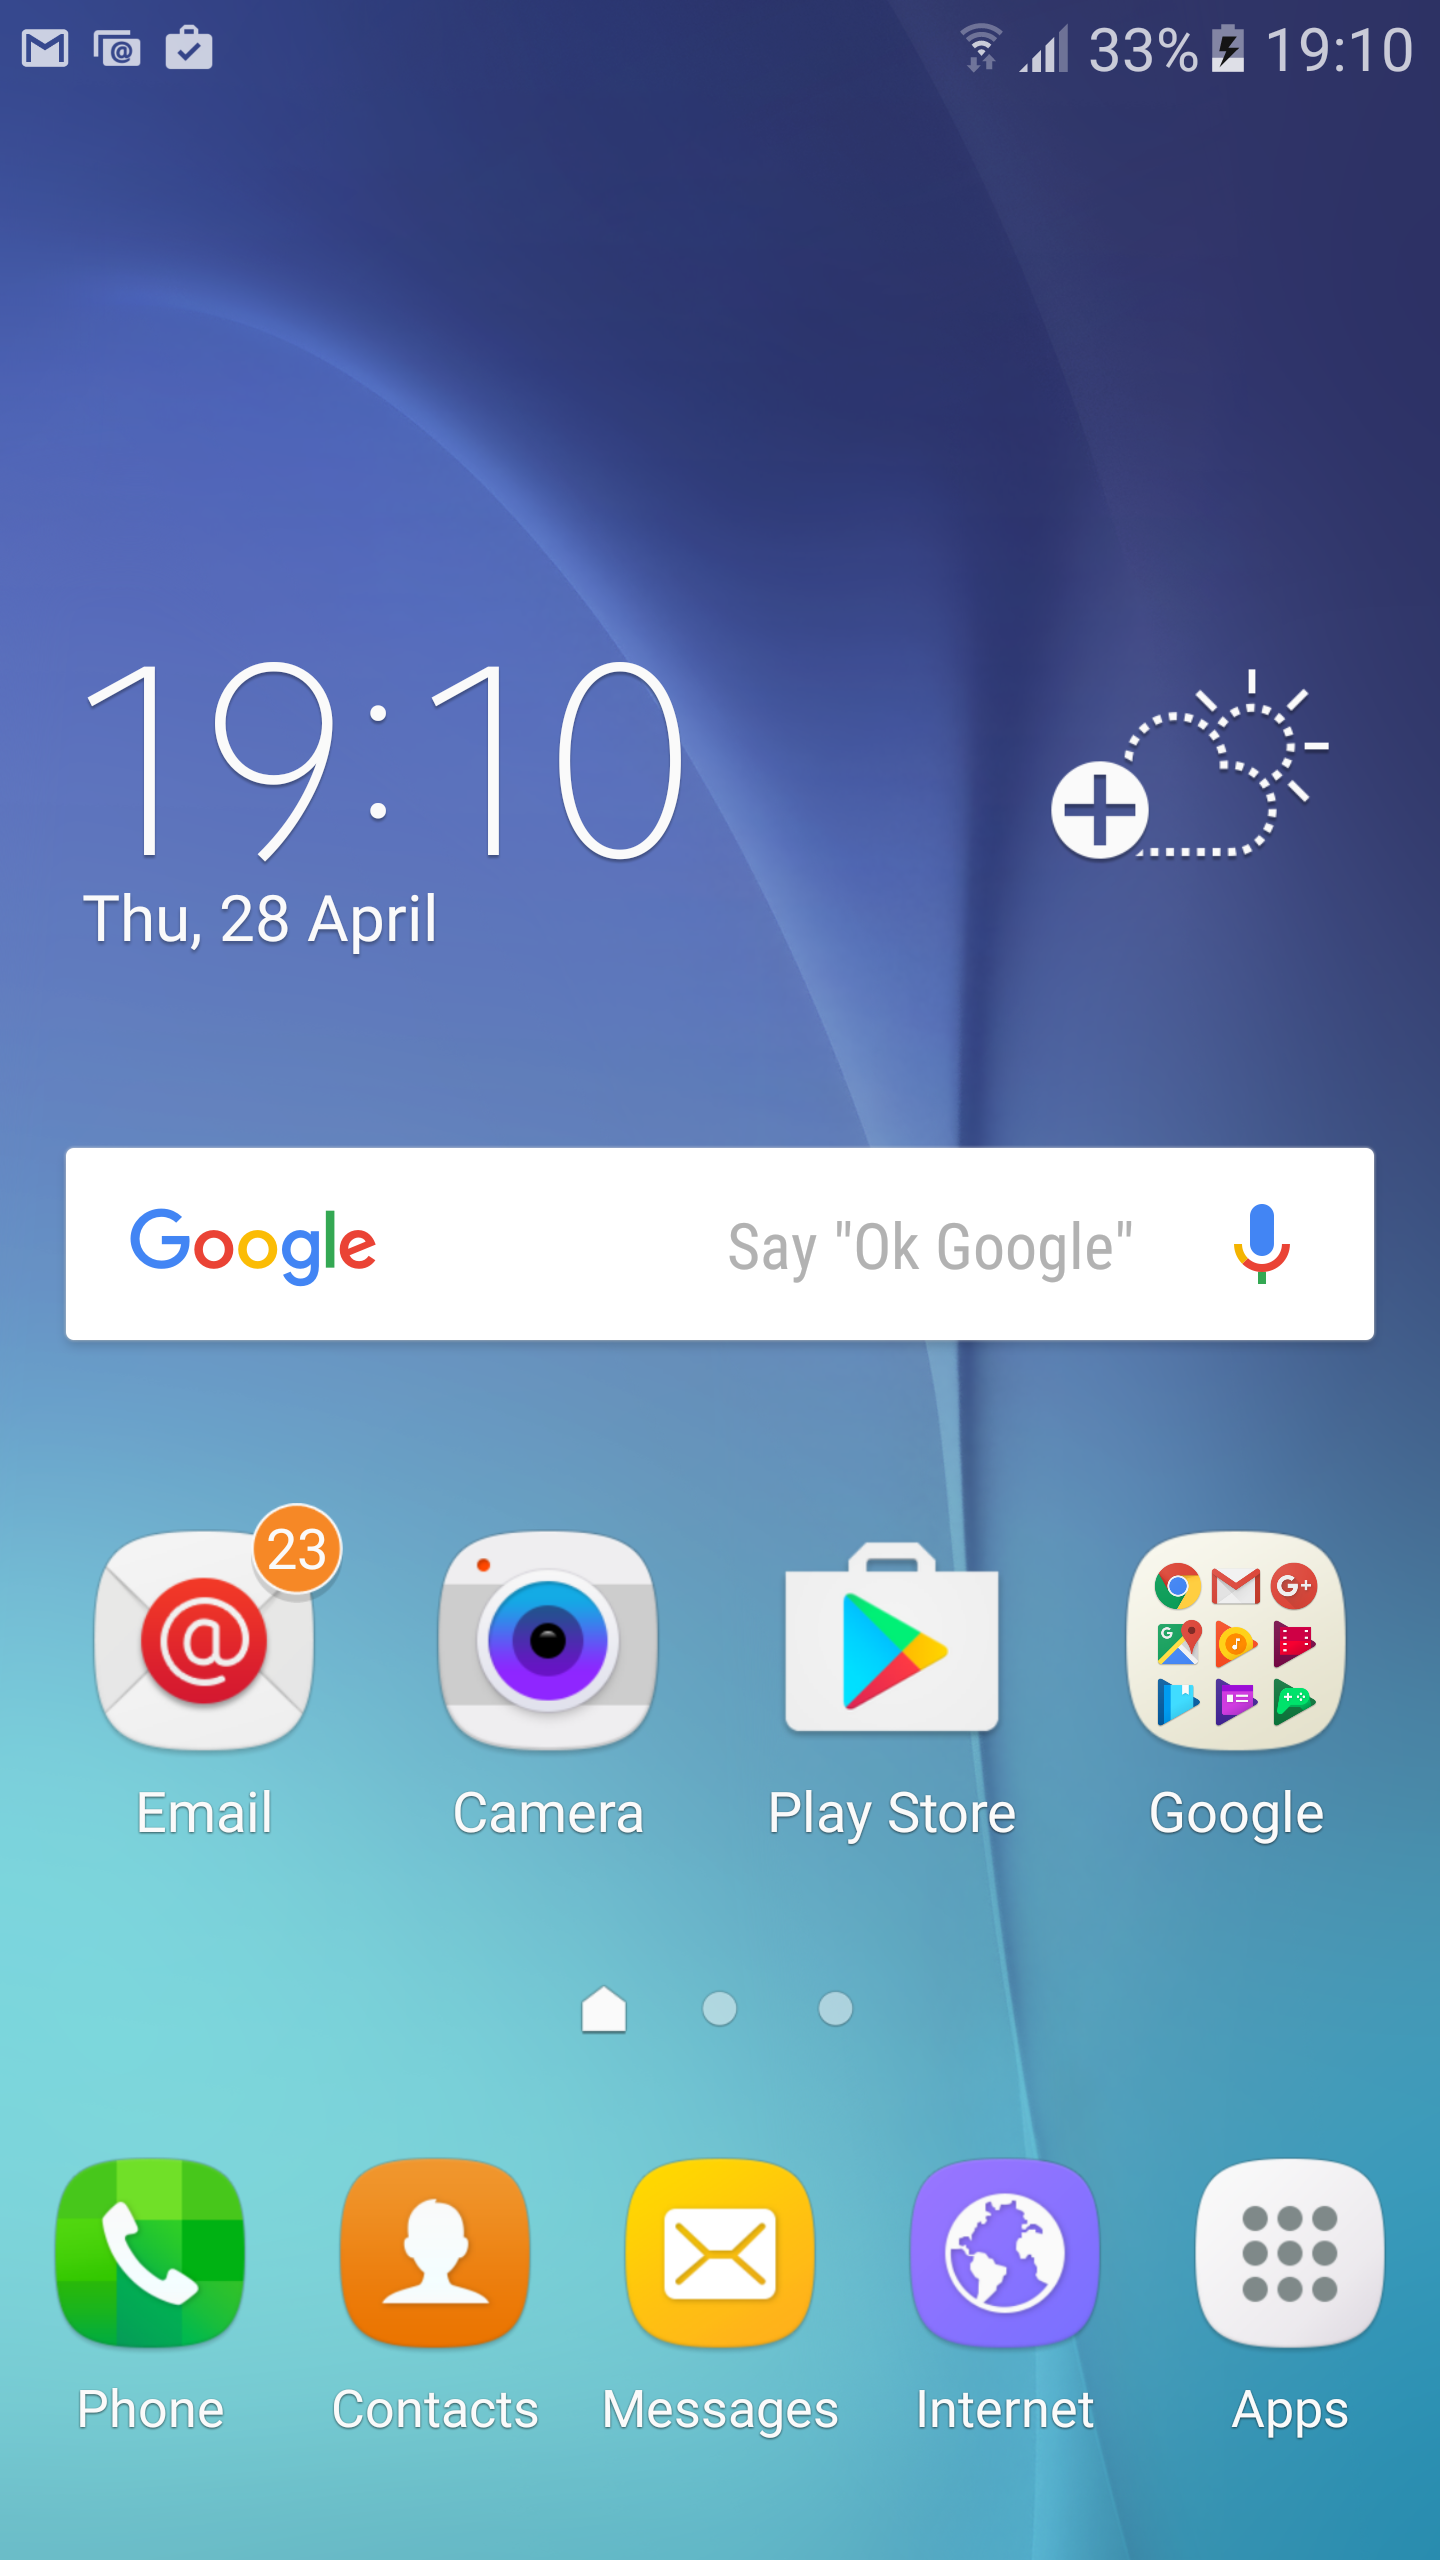 33% 19:10
19:10
Thu, 28 April
Google Say "Ok Google"
23
Email Camera Play Store Google
Phone Contacts Messages Internet Apps